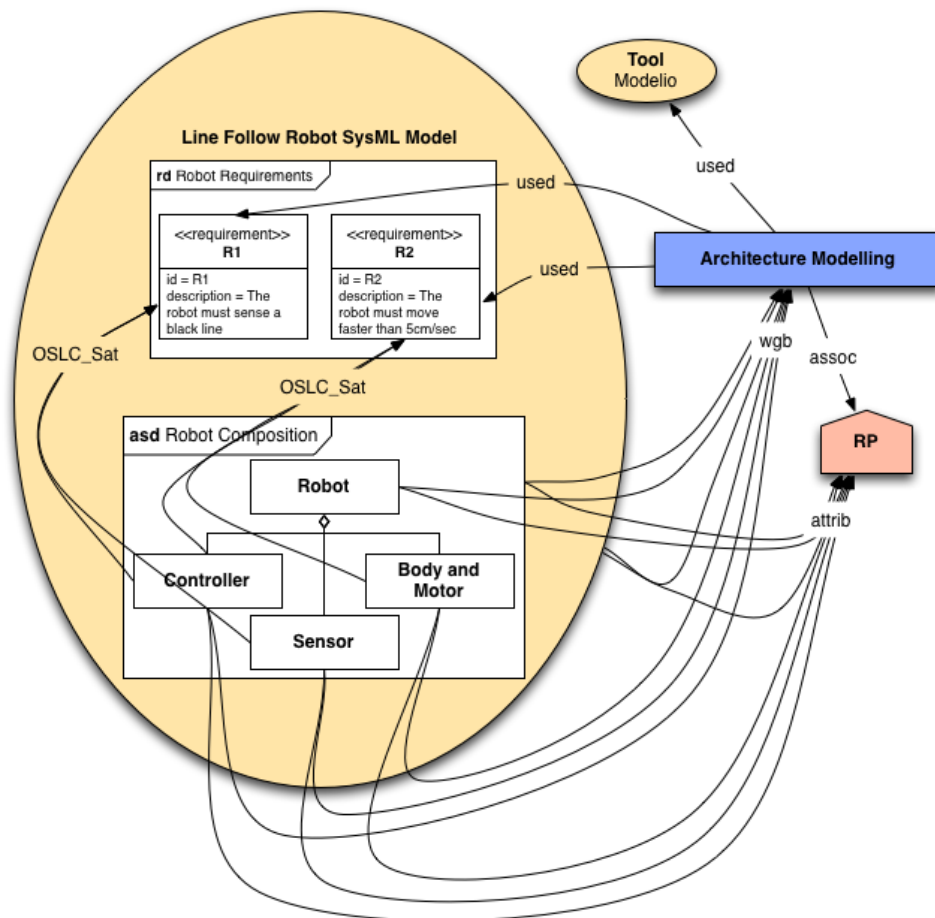 Tool
Modelio
used
Line Follow Robot SysML Model
rd Robot Requirements
used
<<requirement>>
R1
id = R1
description = The
robot must sense a
black line
<<requirement>>
R2
id = R2
description = The
robot must move
faster than 5cm/sec
used
Architecture Modelling
OSLC_Sat
OSLC_Sat
wgb
assoc
RP
attrib
asd Robot Composition
Robot
Controller
Body and
Motor
Sensor